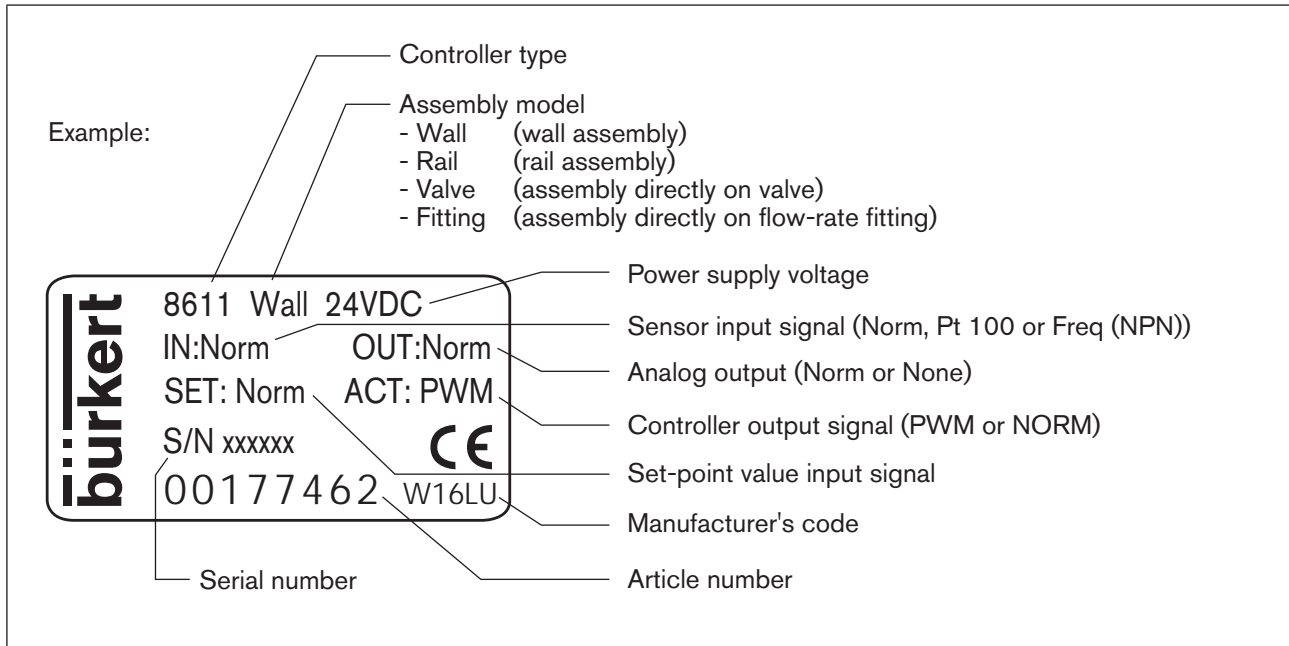 Controller type
Assembly model
Example:
- Wall (wall assembly)
- Rail (rail assembly)
- Valve (assembly directly on valve)
- Fitting (assembly directly on flow-rate fitting)
bürkert
8611 Wall 24VDC
IN:Norm OUT:Norm
SET: Norm ACT: PWM
S/N xxxxxx CE
00177462 W16LU
Power supply voltage
Sensor input signal (Norm, Pt 100 or Freq (NPN))
Analog output (Norm or None)
Controller output signal (PWM or NORM)
Set-point value input signal
Manufacturer's code
Serial number
Article number